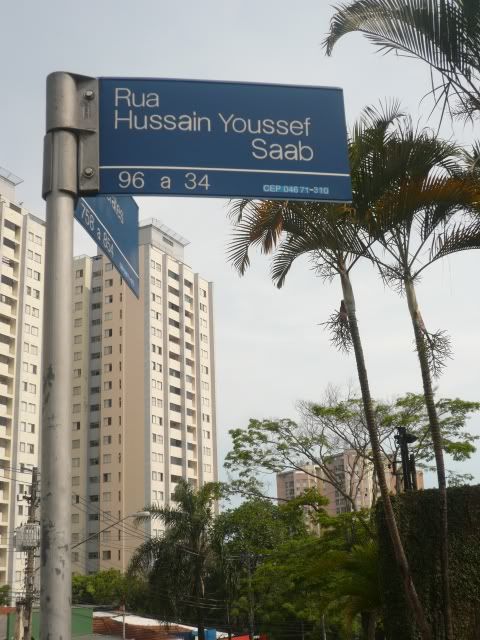 Rua
Hussain Youssef
Saab
96 a 34
CEP 04671-310